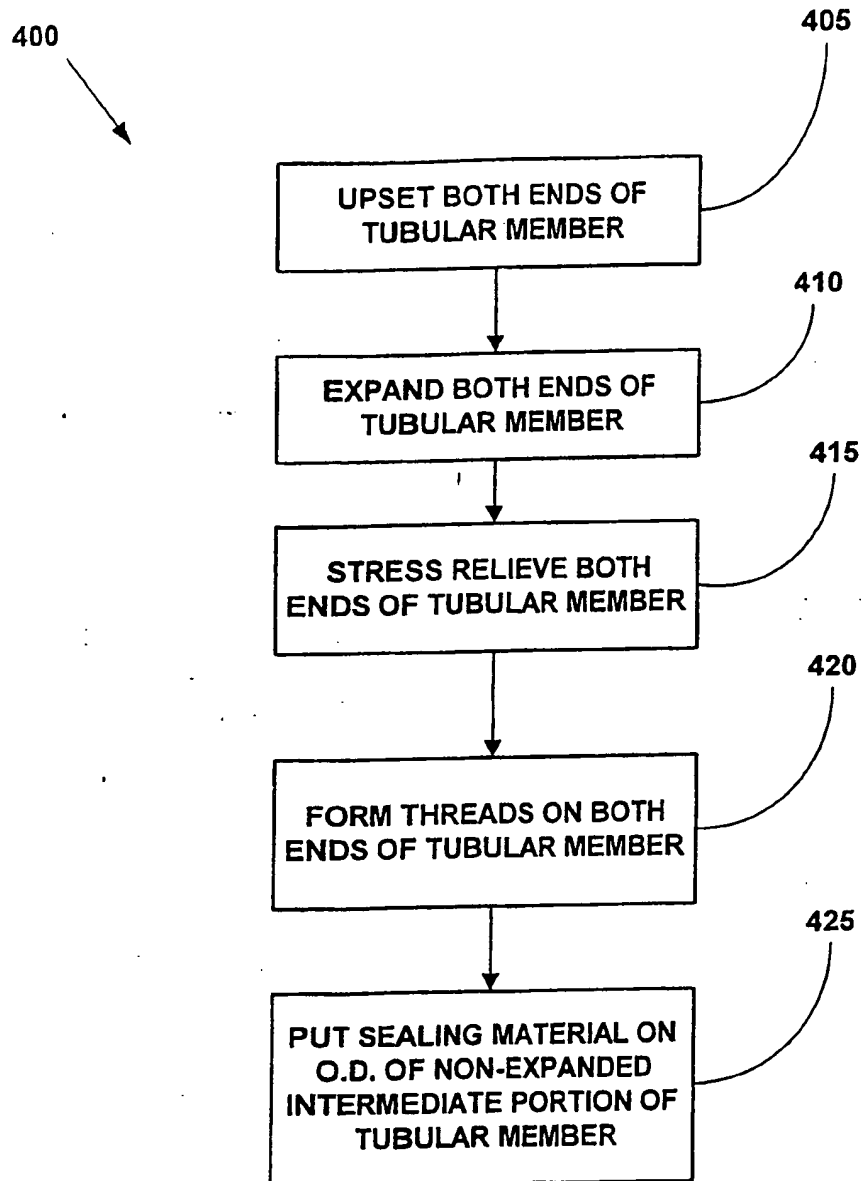 400
405
UPSET BOTH ENDS OF
TUBULAR MEMBER
410
EXPAND BOTH ENDS OF
TUBULAR MEMBER
415
STRESS RELIEVE BOTH
ENDS OF TUBULAR MEMBER
420
FORM THREADS ON BOTH
ENDS OF TUBULAR MEMBER
425
PUT SEALING MATERIAL ON
O.D. OF NON-EXPANDED
INTERMEDIATE PORTION OF
TUBULAR MEMBER